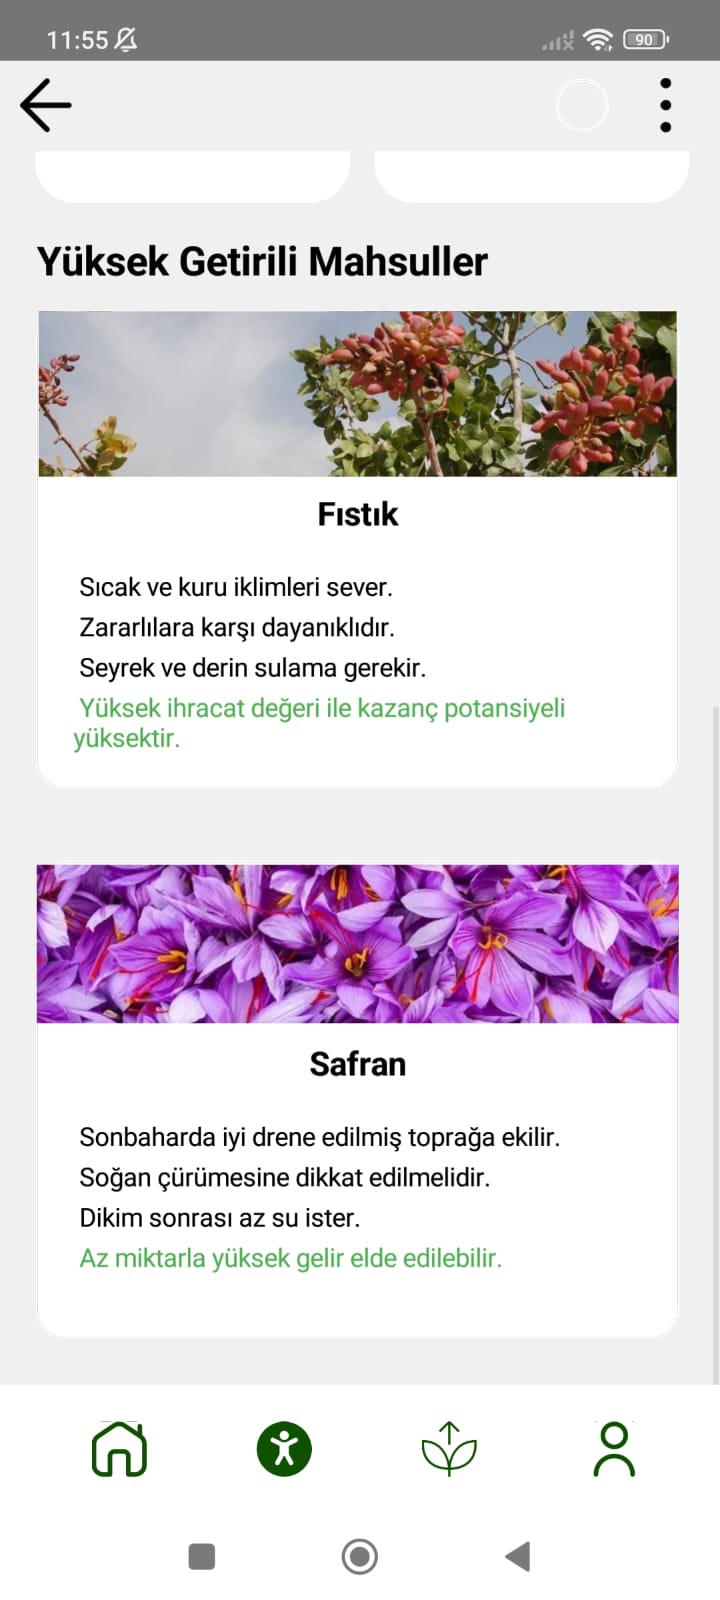 11:55
90
Yüksek Getirili Mahsuller
Fıstık
Sıcak ve kuru iklimleri sever.
Zararlılara karşı dayanıklıdır.
Seyrek ve derin sulama gerekir.
Yüksek ihracat değeri ile kazanç potansiyeli
yüksektir.
Safran
Sonbaharda iyi drene edilmiş toprağa ekilir.
Soğan çürümesine dikkat edilmelidir.
Dikim sonrası az su ister.
Az miktarla yüksek gelir elde edilebilir.